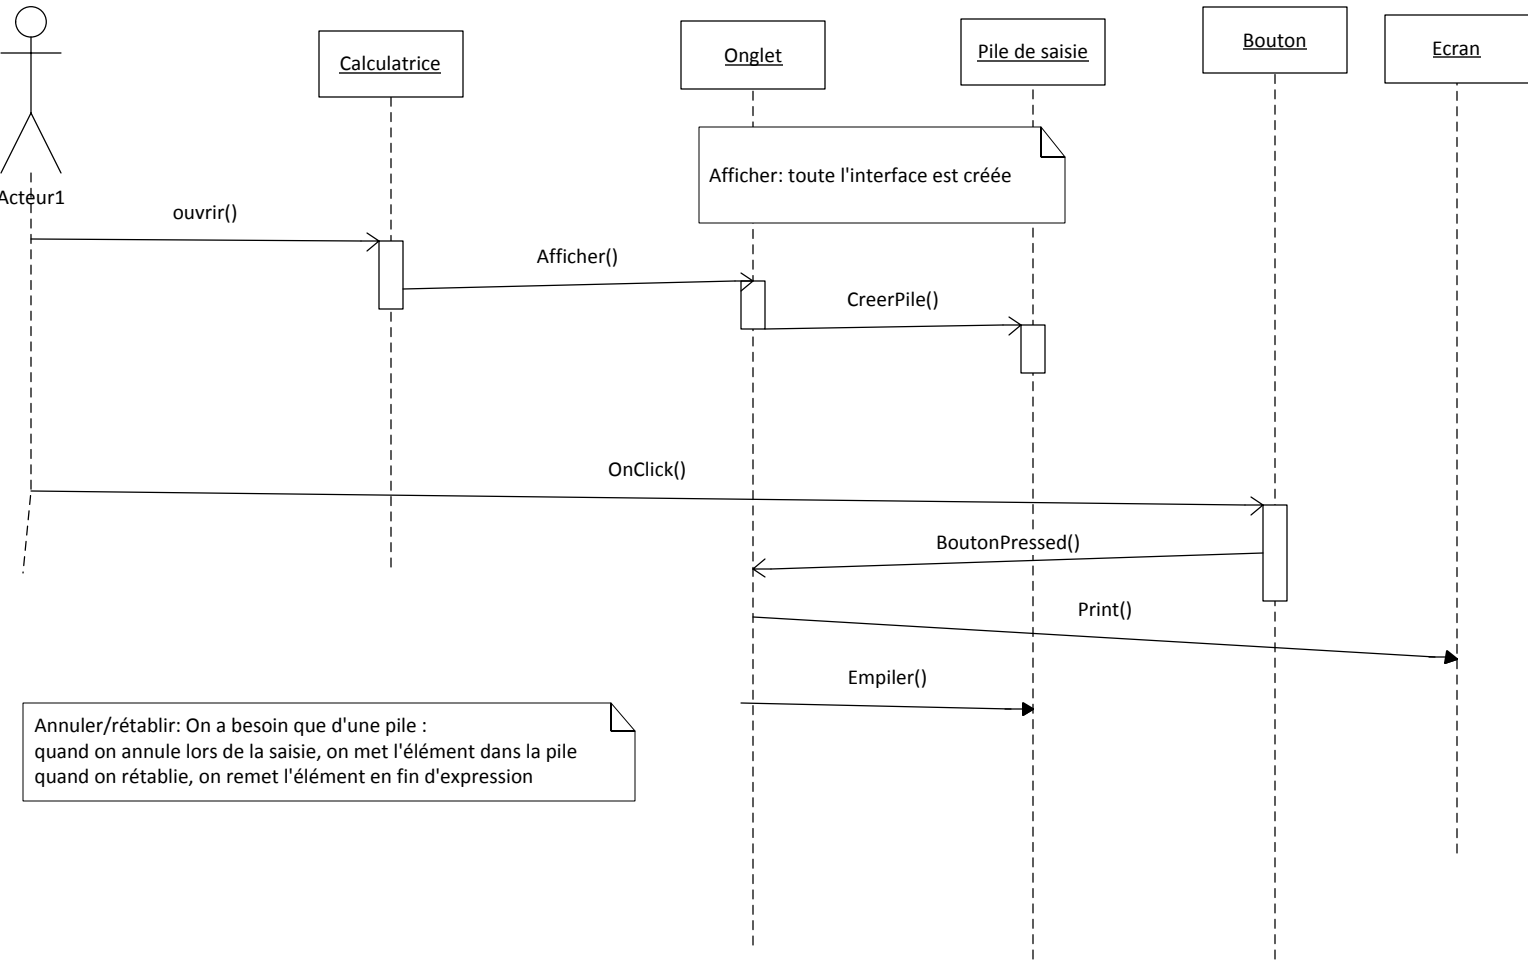 Calculatrice
Onglet
Pile de saisie
Bouton
Ecran
Afficher: toute l'interface est créée
Acteur1
ouvrir()
Afficher()
CreerPile()
OnClick()
BoutonPressed()
Print()
Empiler()
Annuler/rétablir: On a besoin que d'une pile :
quand on annule lors de la saisie, on met l'élément dans la pile
quand on rétablie, on remet l'élément en fin d'expression